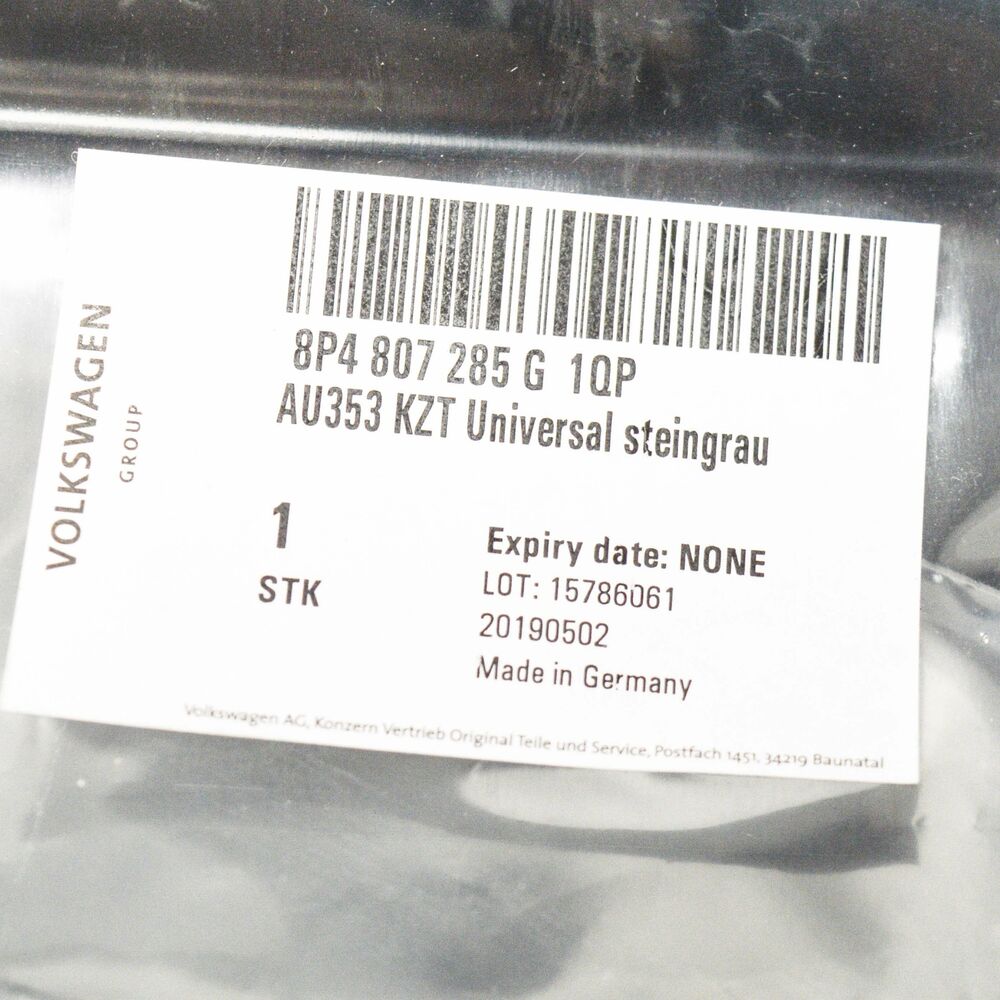 VOLKSWAGEN
GROUP
8P4 807 285 G 1QP
AU353 KZT Universal steingrau
1
STK
Expiry date: NONE
LOT: 15786061
20190502
Made in Germany
Volkswagen AG, Konzern Vertrieb Original Teile und Service, Postfach 1451, 34219 Baunatal